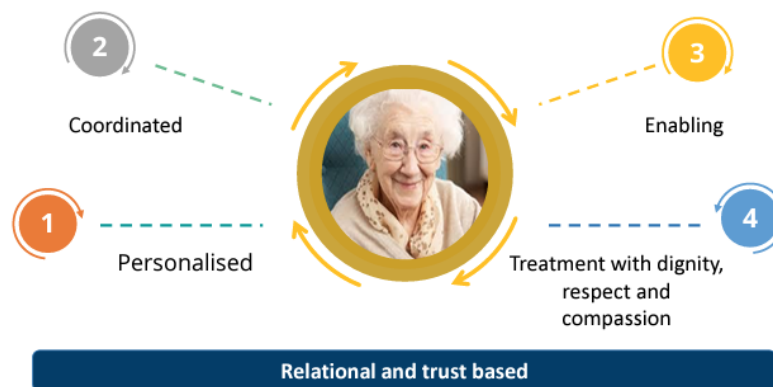 2
Coordinated
3
Enabling
1
Personalised
4
Treatment with dignity,
respect and
compassion
Relational and trust based